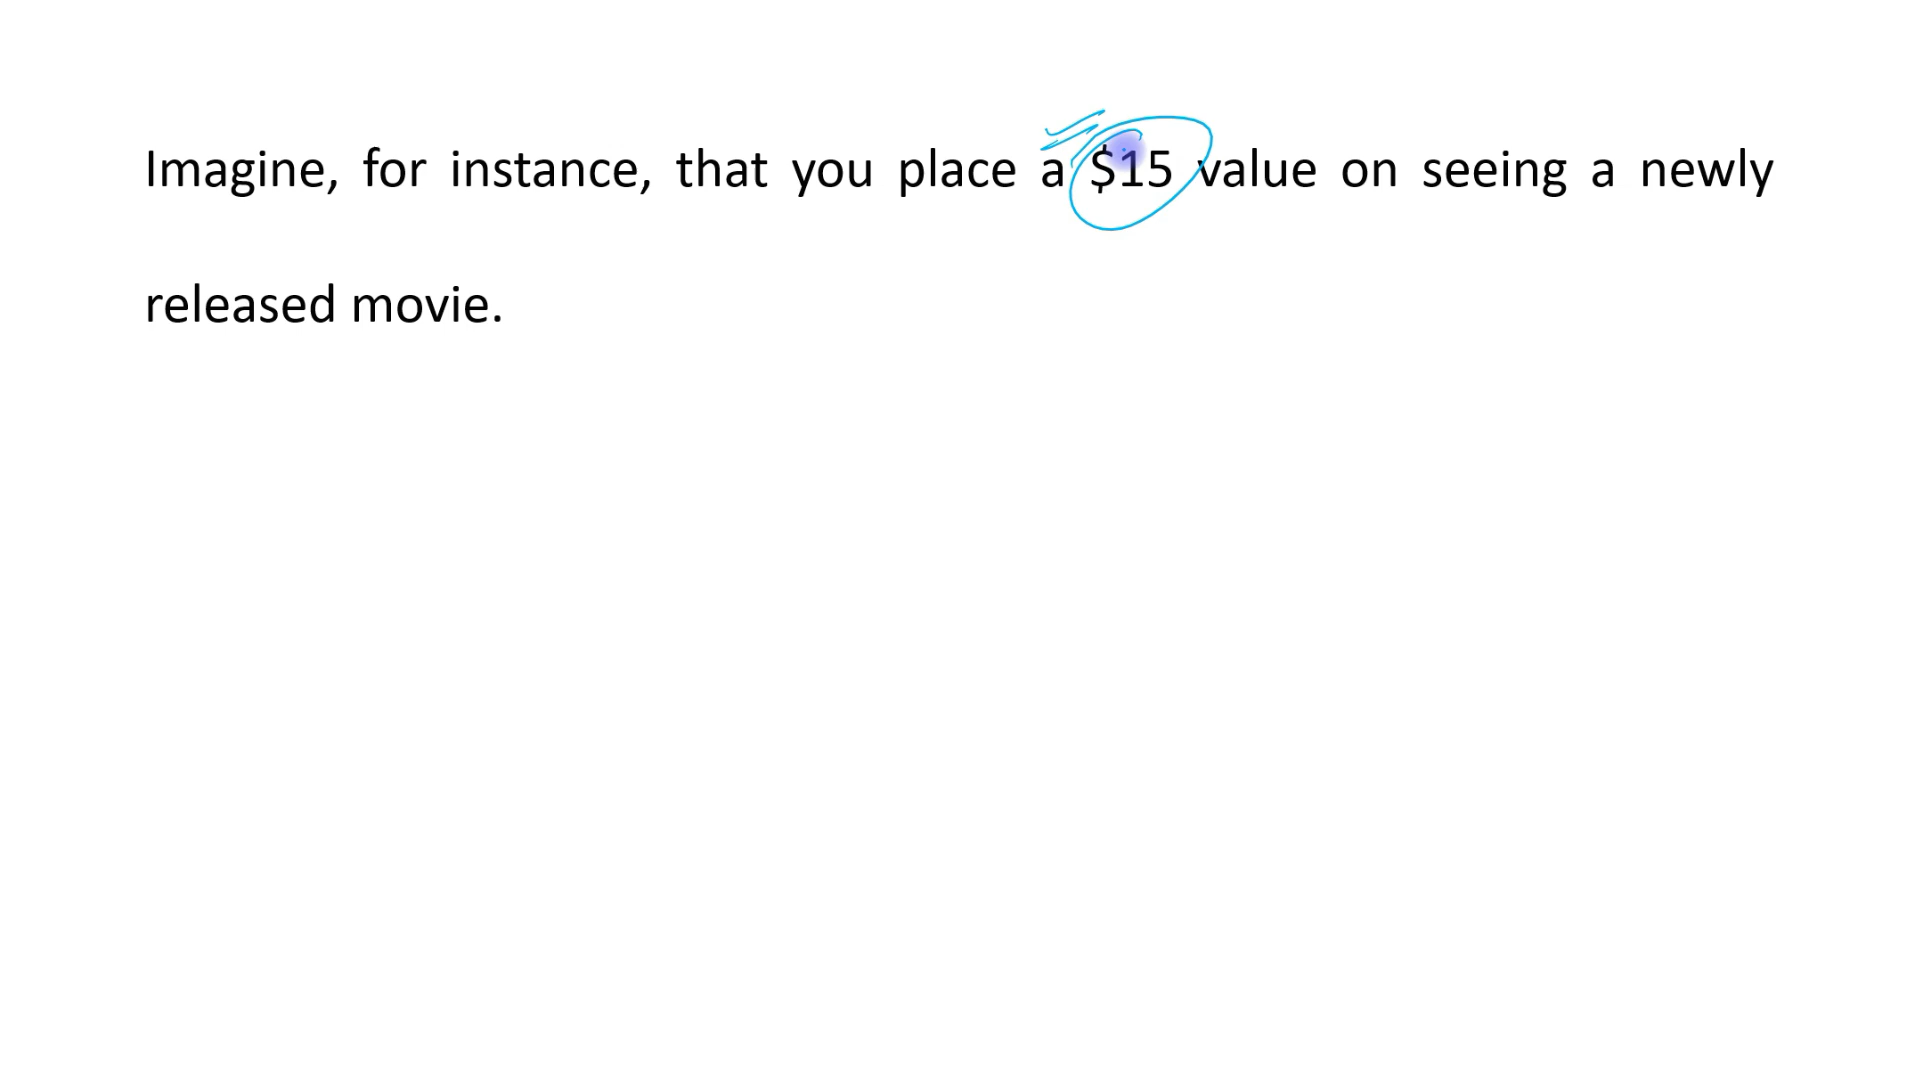 Imagine, for instance, that you place a $15 value on seeing a newly
released movie.